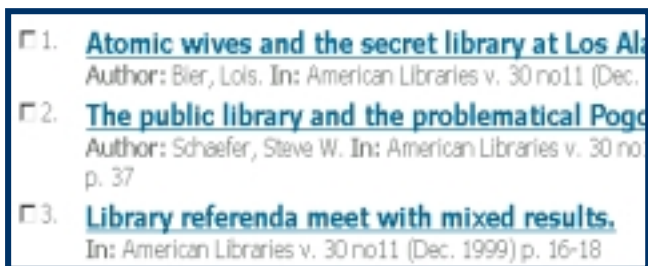 1. Atomic wives and the secret library at Los Ala
Author: Bier, Lois. In: American Libraries v. 30 no11 (Dec.
2. The public library and the problematical Pogo
Author: Schaefer, Steve W. In: American Libraries v. 30 no
p. 37
3. Library referenda meet with mixed results.
In: American Libraries v. 30 no11 (Dec. 1999) p. 16-18